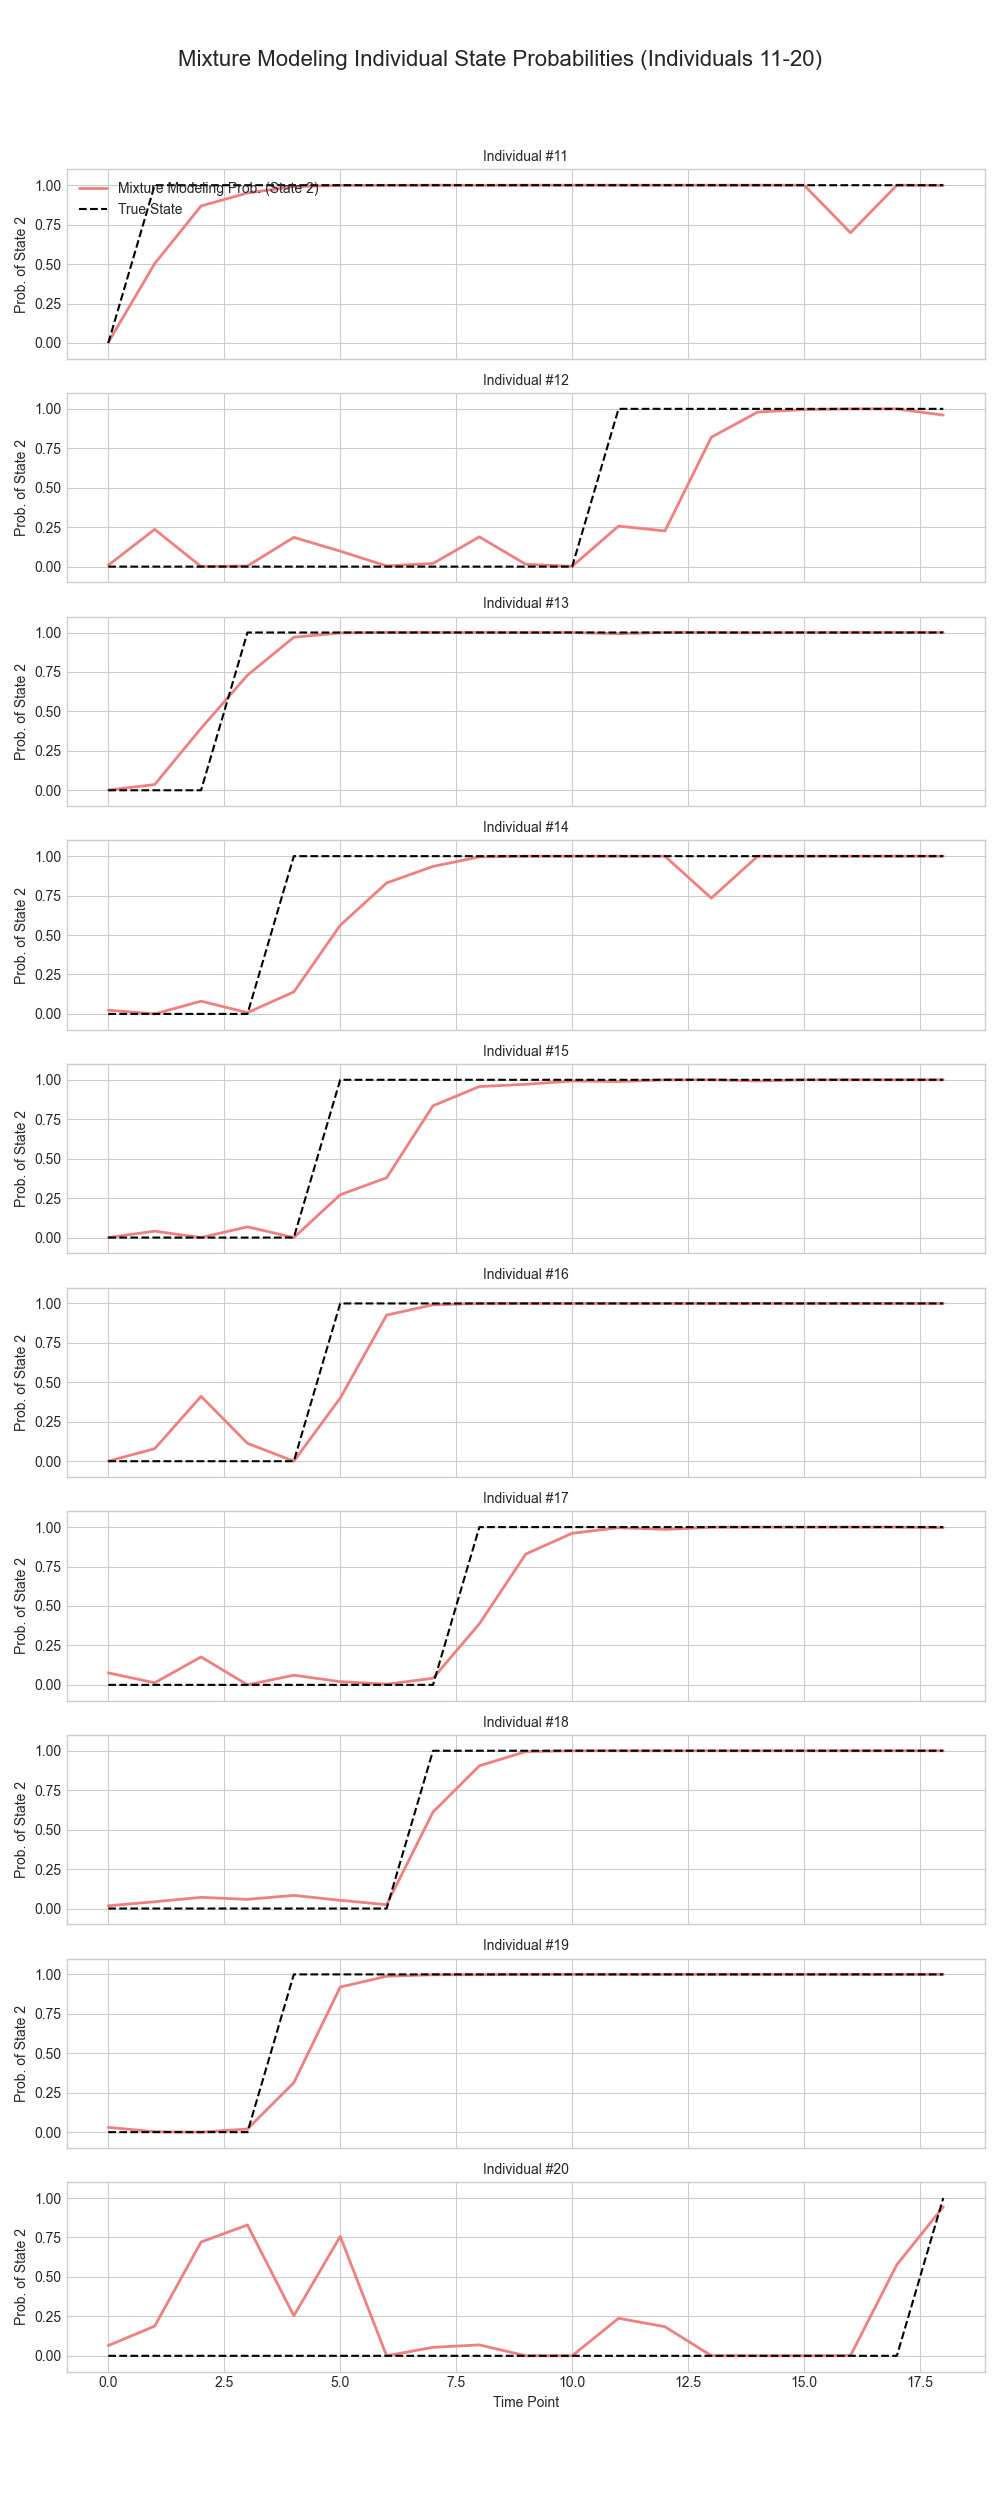 Mixture Modeling Individual State Probabilities (Individuals 11-20)
Individual #11
Prob. of State 2
1.00
0.75
0.50
0.25
0.00
Mixture Modeling Prob. (State 2)
True State
Individual #12
Prob. of State 2
1.00
0.75
0.50
0.25
0.00
Individual #13
Prob. of State 2
1.00
0.75
0.50
0.25
0.00
Individual #14
Prob. of State 2
1.00
0.75
0.50
0.25
0.00
Individual #15
Prob. of State 2
1.00
0.75
0.50
0.25
0.00
Individual #16
Prob. of State 2
1.00
0.75
0.50
0.25
0.00
Individual #17
Prob. of State 2
1.00
0.75
0.50
0.25
0.00
Individual #18
Prob. of State 2
1.00
0.75
0.50
0.25
0.00
Individual #19
Prob. of State 2
1.00
0.75
0.50
0.25
0.00
Individual #20
Prob. of State 2
1.00
0.75
0.50
0.25
0.00
0.0 2.5 5.0 7.5 10.0 12.5 15.0 17.5
Time Point